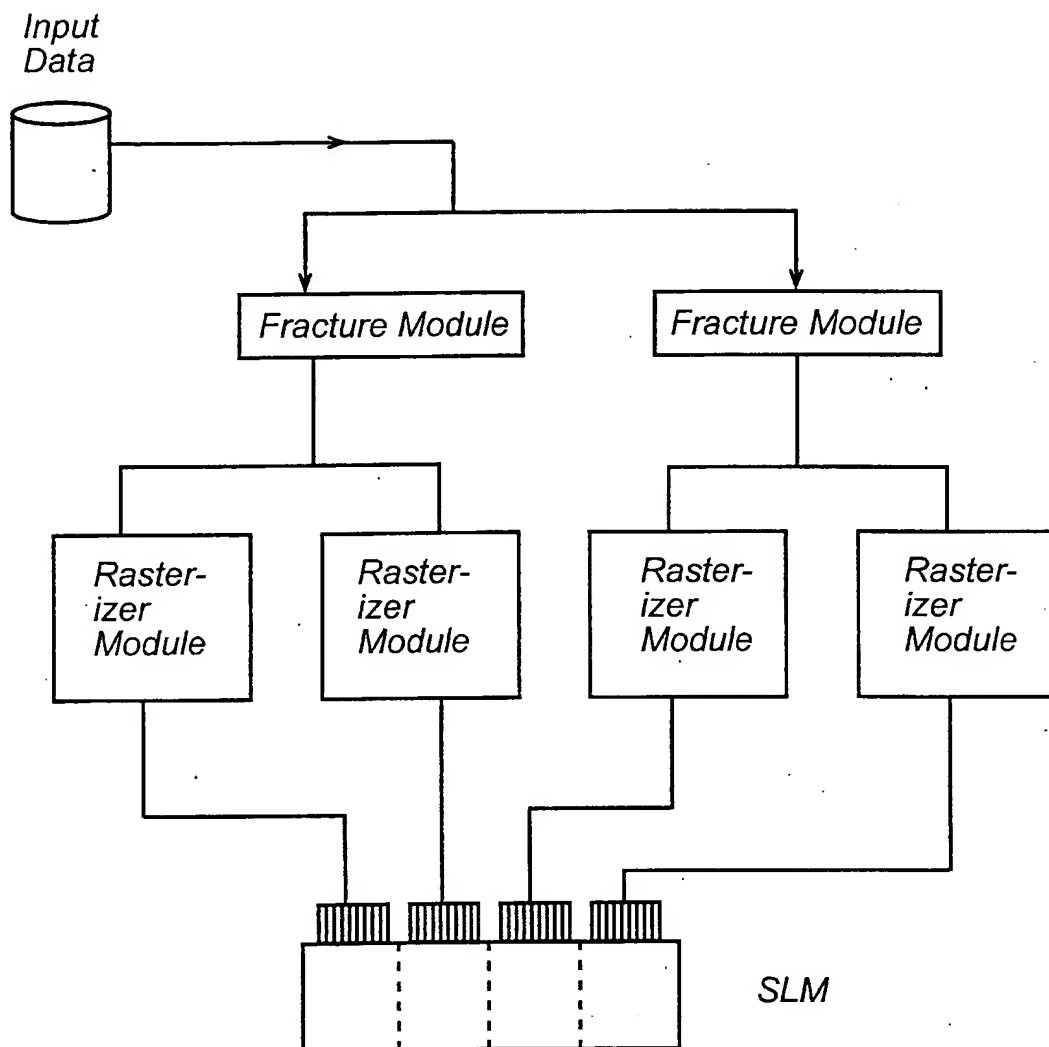 Input
Data
Fracture Module
Fracture Module
Raster-
izer
Module
Raster-
izer
Module
Raster-
izer
Module
Raster-
izer
Module
SLM